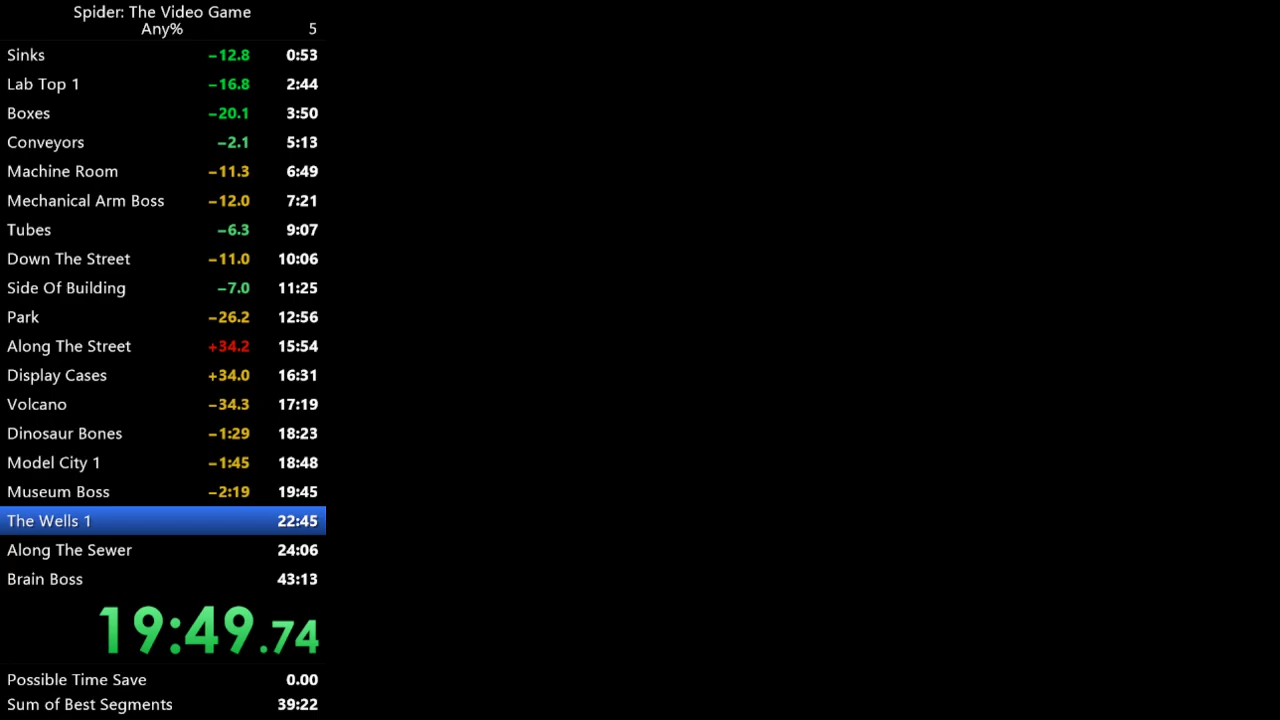 Spider: The Video Game
Any% 5
Sinks −12.8 0:53
Lab Top 1 −16.8 2:44
Boxes −20.1 3:50
Conveyors −2.1 5:13
Machine Room −11.3 6:49
Mechanical Arm Boss −12.0 7:21
Tubes −6.3 9:07
Down The Street −11.0 10:06
Side Of Building −7.0 11:25
Park −26.2 12:56
Along The Street +34.2 15:54
Display Cases +34.0 16:31
Volcano −34.3 17:19
Dinosaur Bones −1:29 18:23
Model City 1 −1:45 18:48
Museum Boss −2:19 19:45
The Wells 1 22:45
Along The Sewer 24:06
Brain Boss 43:13
19:49.74
Possible Time Save 0.00
Sum of Best Segments 39:22